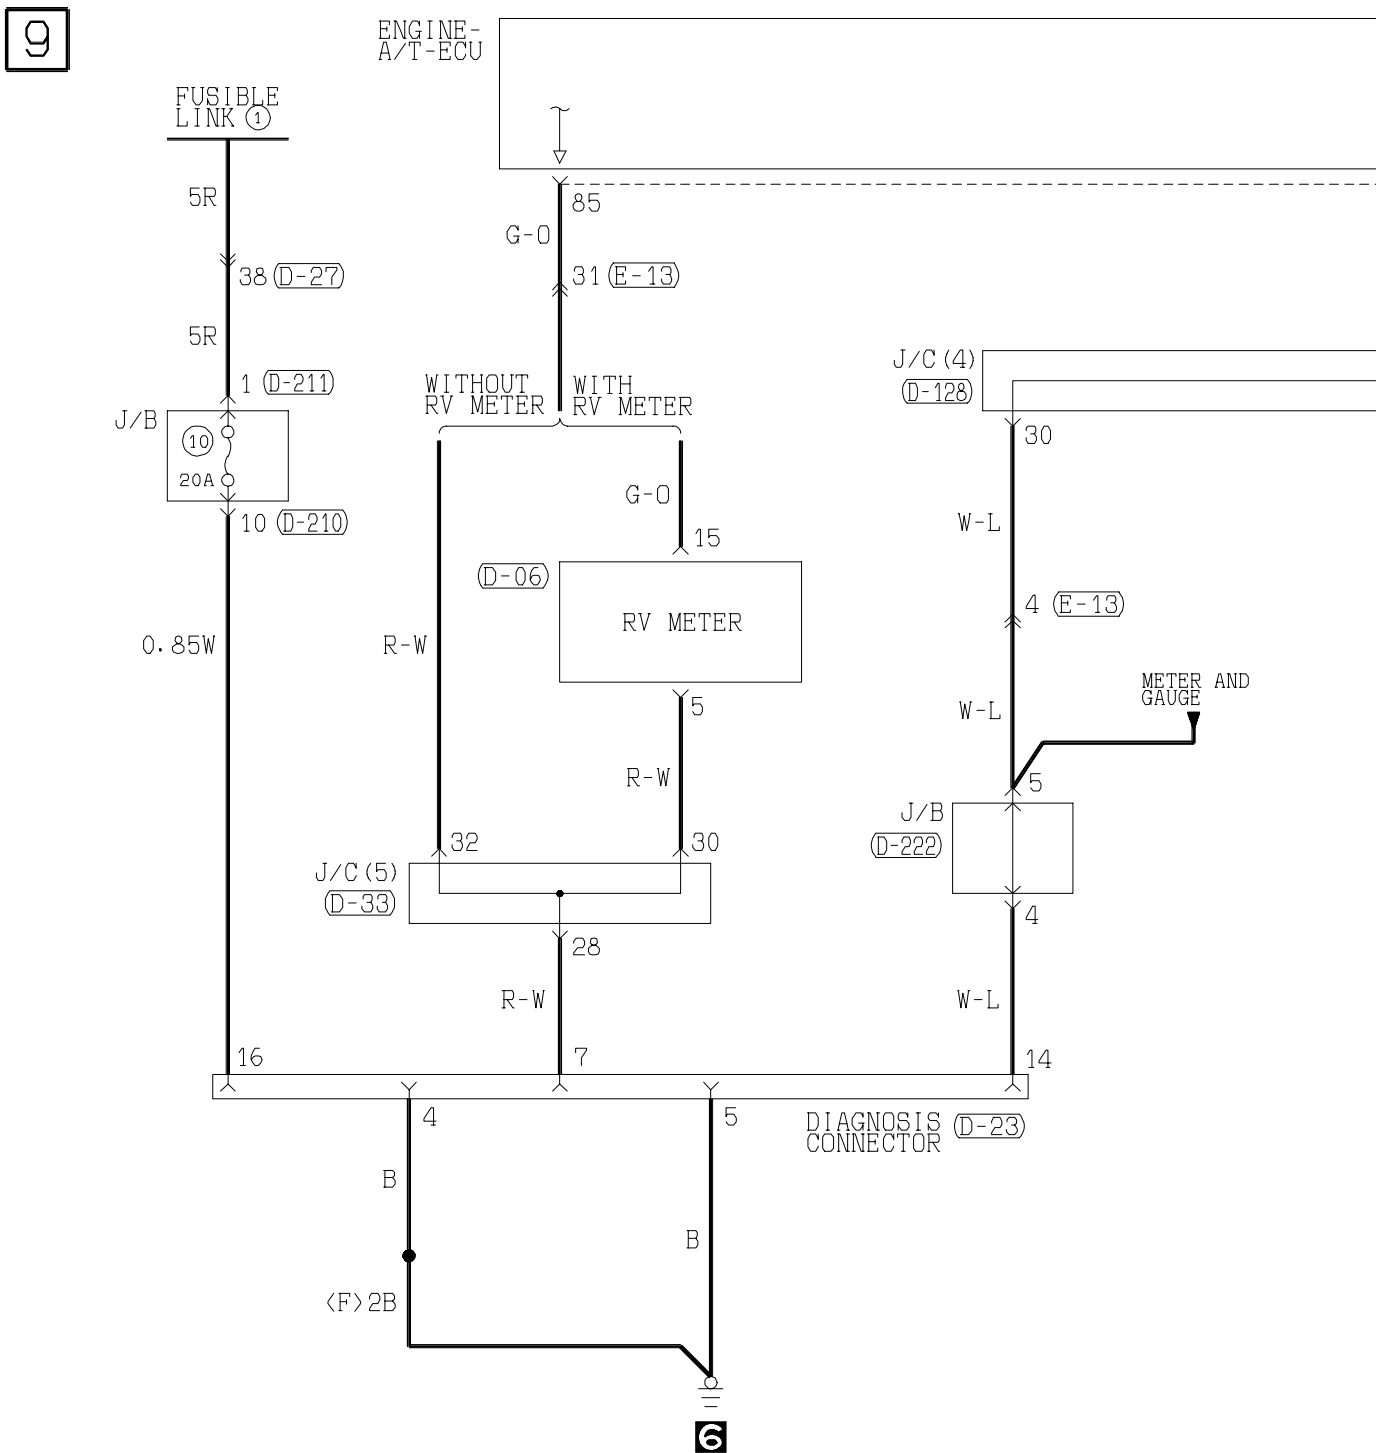 9
ENGINE-
A/T-ECU
FUSIBLE
LINK 1
5R
85
G-O
38 D-27
31 E-13
5R
J/C(4)
D-128
1 D-211
WITHOUT
RV METER
WITH
RV METER
J/B
10
20A
30
G-O
10 D-210
W-L
15
D-06
RV METER
4 E-13
0.85W
R-W
METER AND
GAUGE
5
W-L
R-W
5
J/B
D-222
32
30
J/C(5)
D-33
4
28
R-W
W-L
16
7
14
4
5
DIAGNOSIS
CONNECTOR
D-23
B
B
<F>2B
6